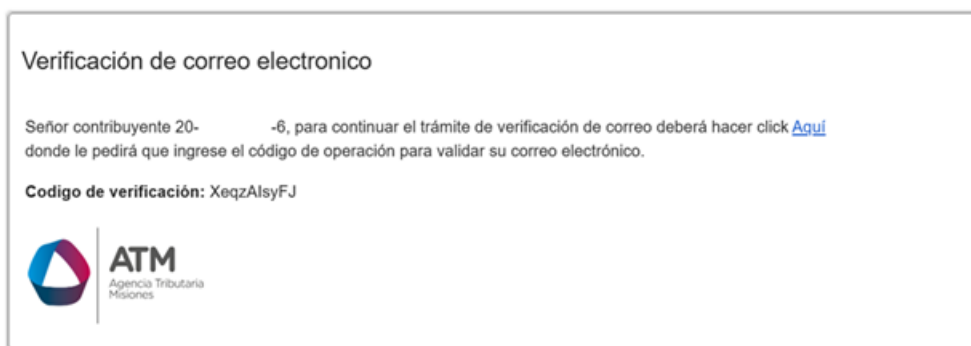 Verificación de correo electronico
Señor contribuyente 20- -6, para continuar el trámite de verificación de correo deberá hacer click Aquí
donde le pedirá que ingrese el código de operación para validar su correo electrónico.
Codigo de verificación: XeqzAIsyFJ
ATM
Agencia Tributaria
Misiones